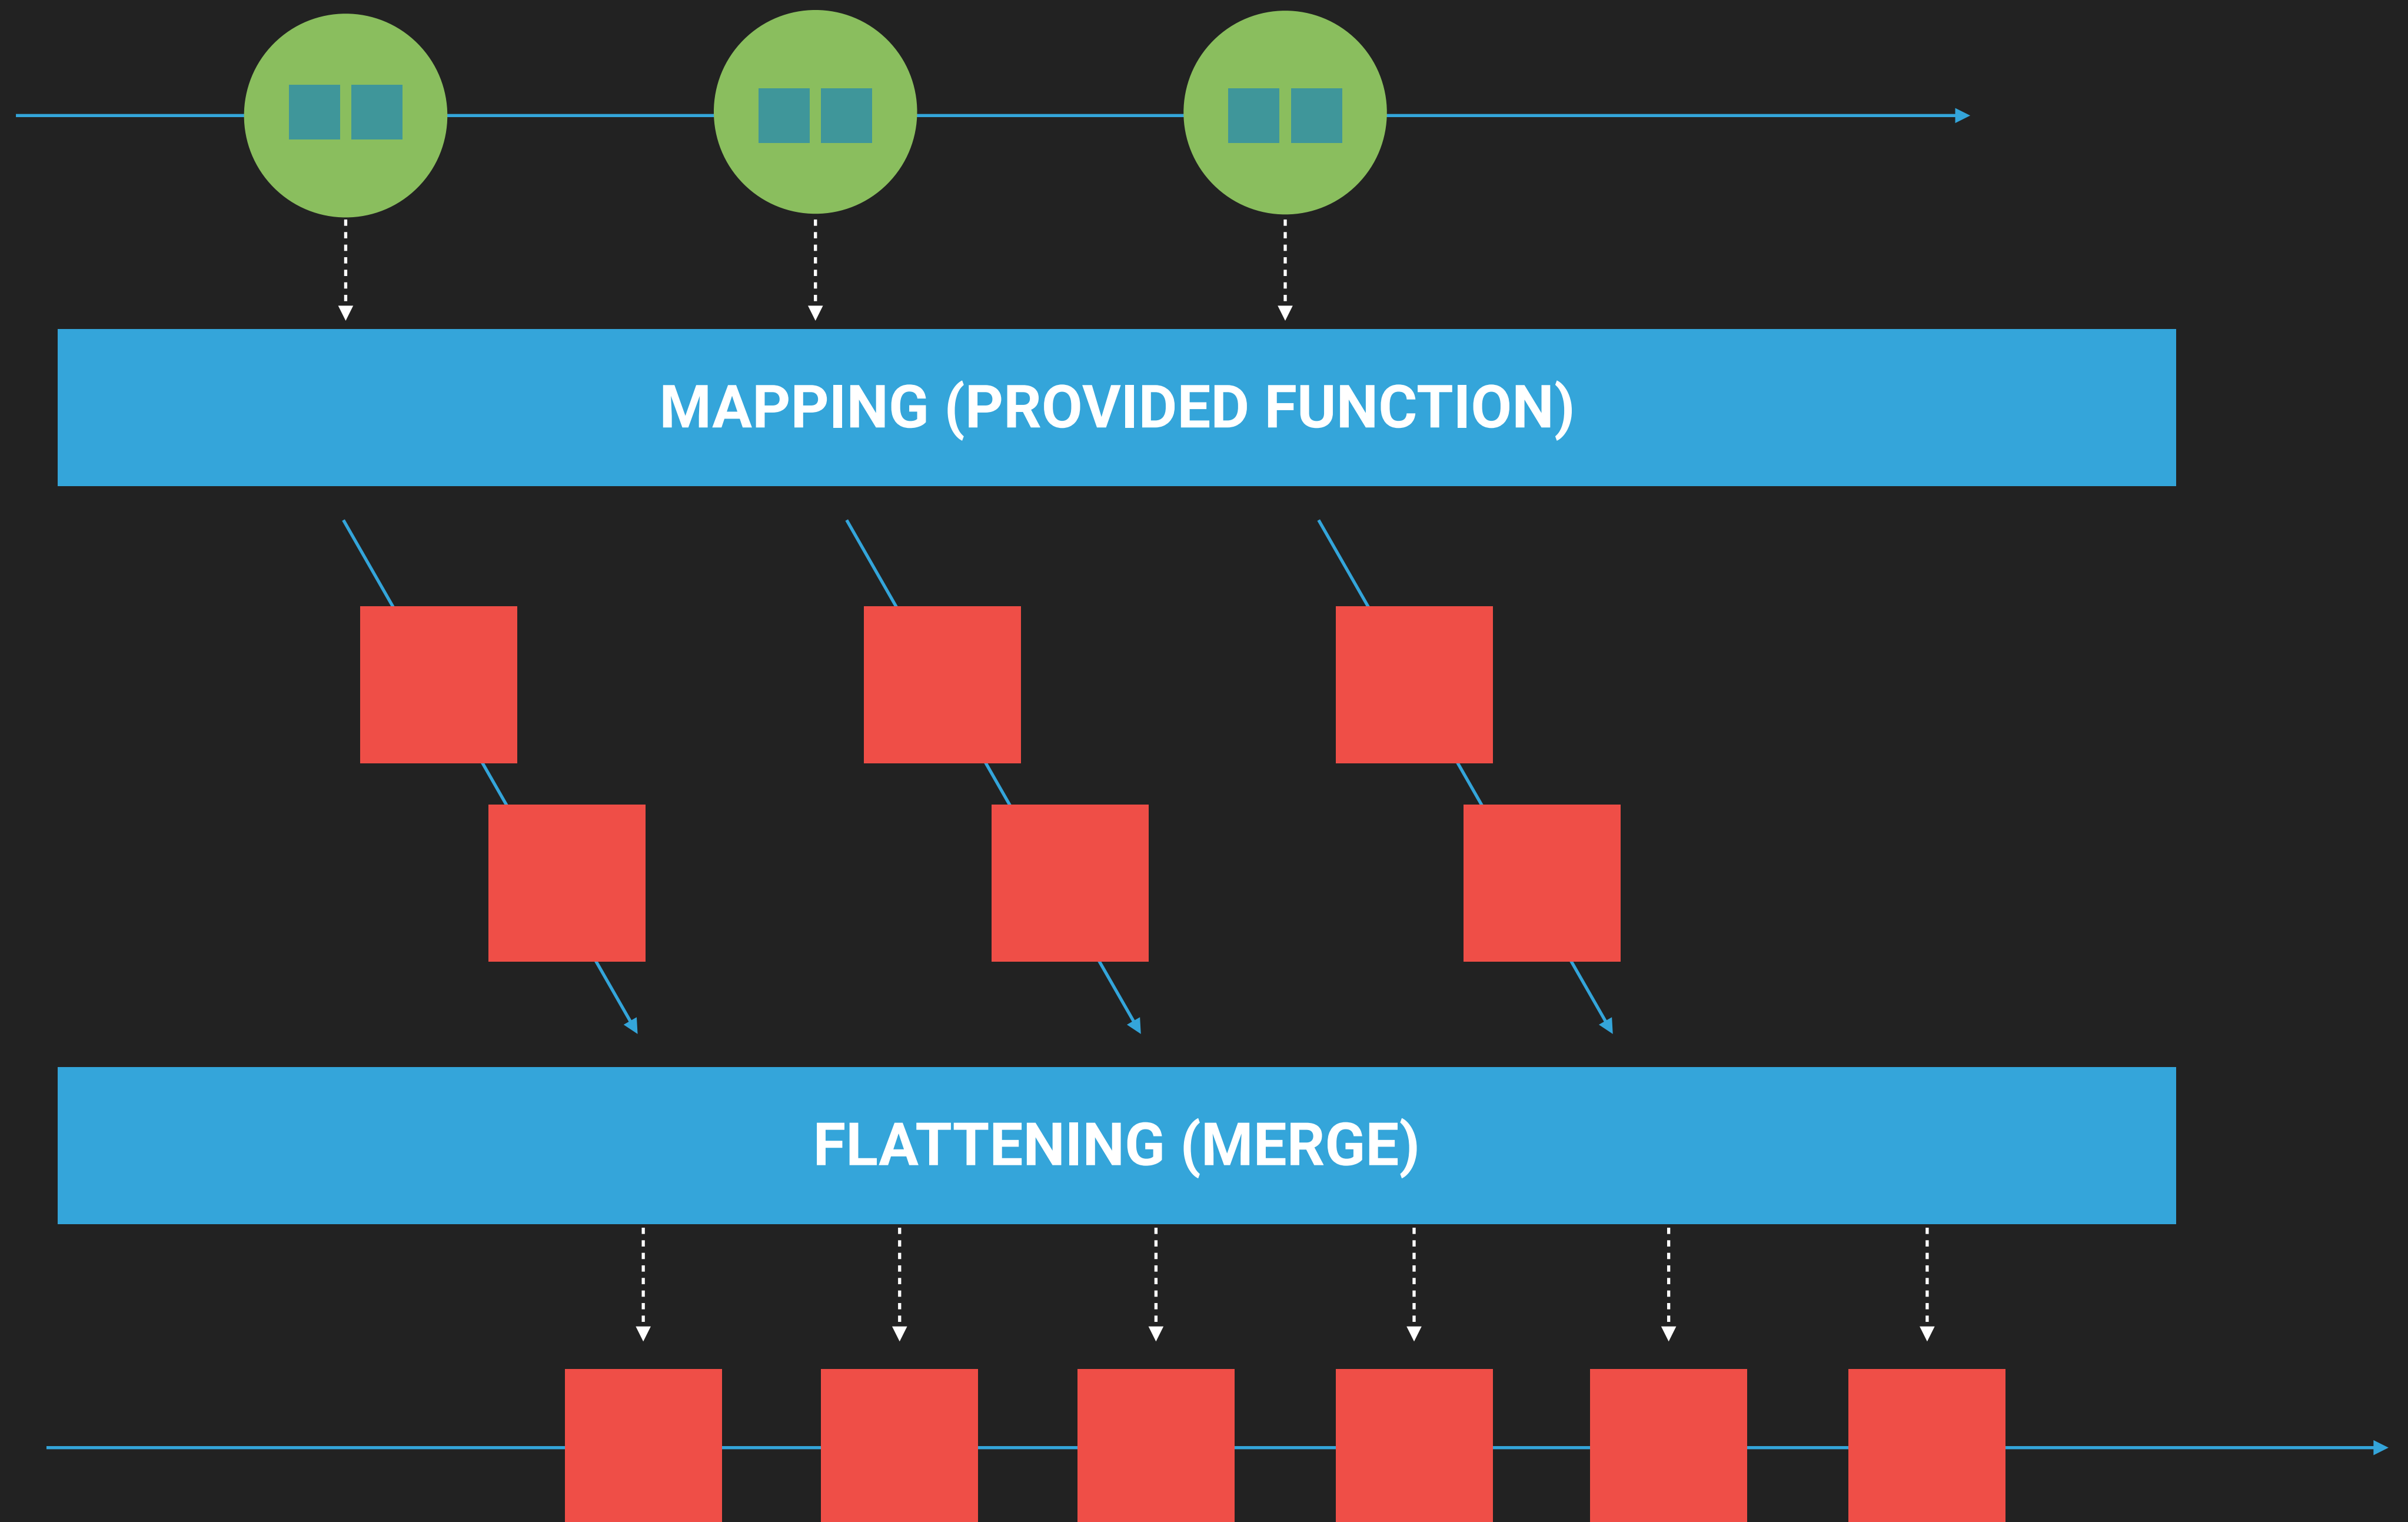 MAPPING (PROVIDED FUNCTION)
FLATTENING (MERGE)